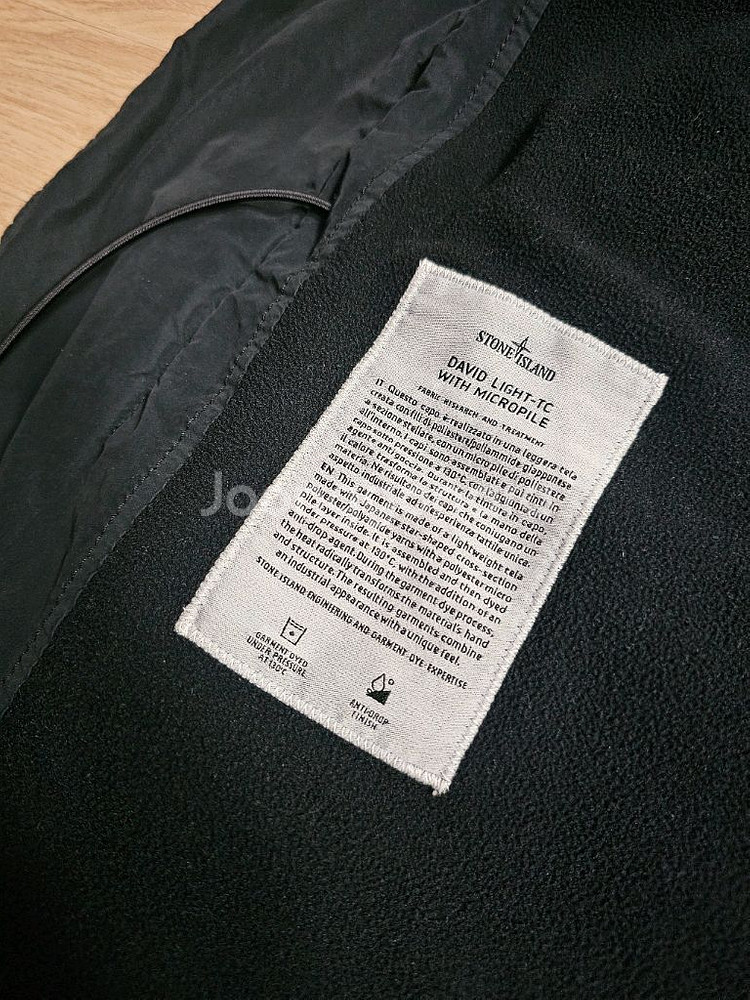 STONE ISLAND
DAVID LIGHT-TC
WITH MICROPILE
FABRIC RESEARCH AND TREATMENT
IT Questo capo è realizzato in una leggera tela
creata con fili di poliestere/poliammide giapponese
a sezione stellare, con un micro pile di poliestere
all'interno. I capi sono assemblati e poi tinti in
capo sotto pressione a 130°C, con l'aggiunta di un
agente anti goccia. Durante la tintura in capo,
il calore trasforma la struttura e la mano della
materia. Ne risultano dei capi che coniugano un
aspetto industriale ad un'esperienza tattile unica.
EN This garment is made of a lightweight tela
made with Japanese star-shaped cross-section
polyester/polyamide yarns with a polyester micro
pile layer inside. It is assembled and then dyed
under pressure at 130°C, with the addition of an
anti-drop agent. During the garment-dye process,
the heat radically transforms the material's hand
and structure. The resulting garments combine
an industrial appearance with a unique feel.
STONE ISLAND ENGINEERING AND GARMENT-DYE EXPERTISE
GARMENT DYED
UNDER PRESSURE
AT 130°C
ANTI-DROP
FINISH